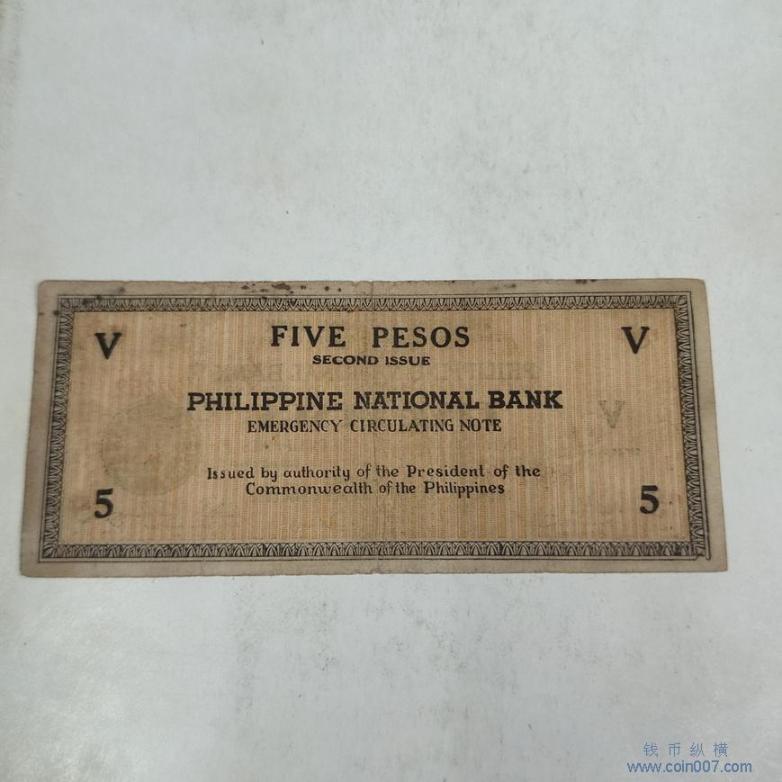 FIVE PESOS
V
V
SECOND ISSUE
PHILIPPINE NATIONAL BANK
EMERGENCY CIRCULATING NOTE
V
Issued by authority of the President of the
Commonwealth of the Philippines
5
5
钱币纵横
www.coin007.com